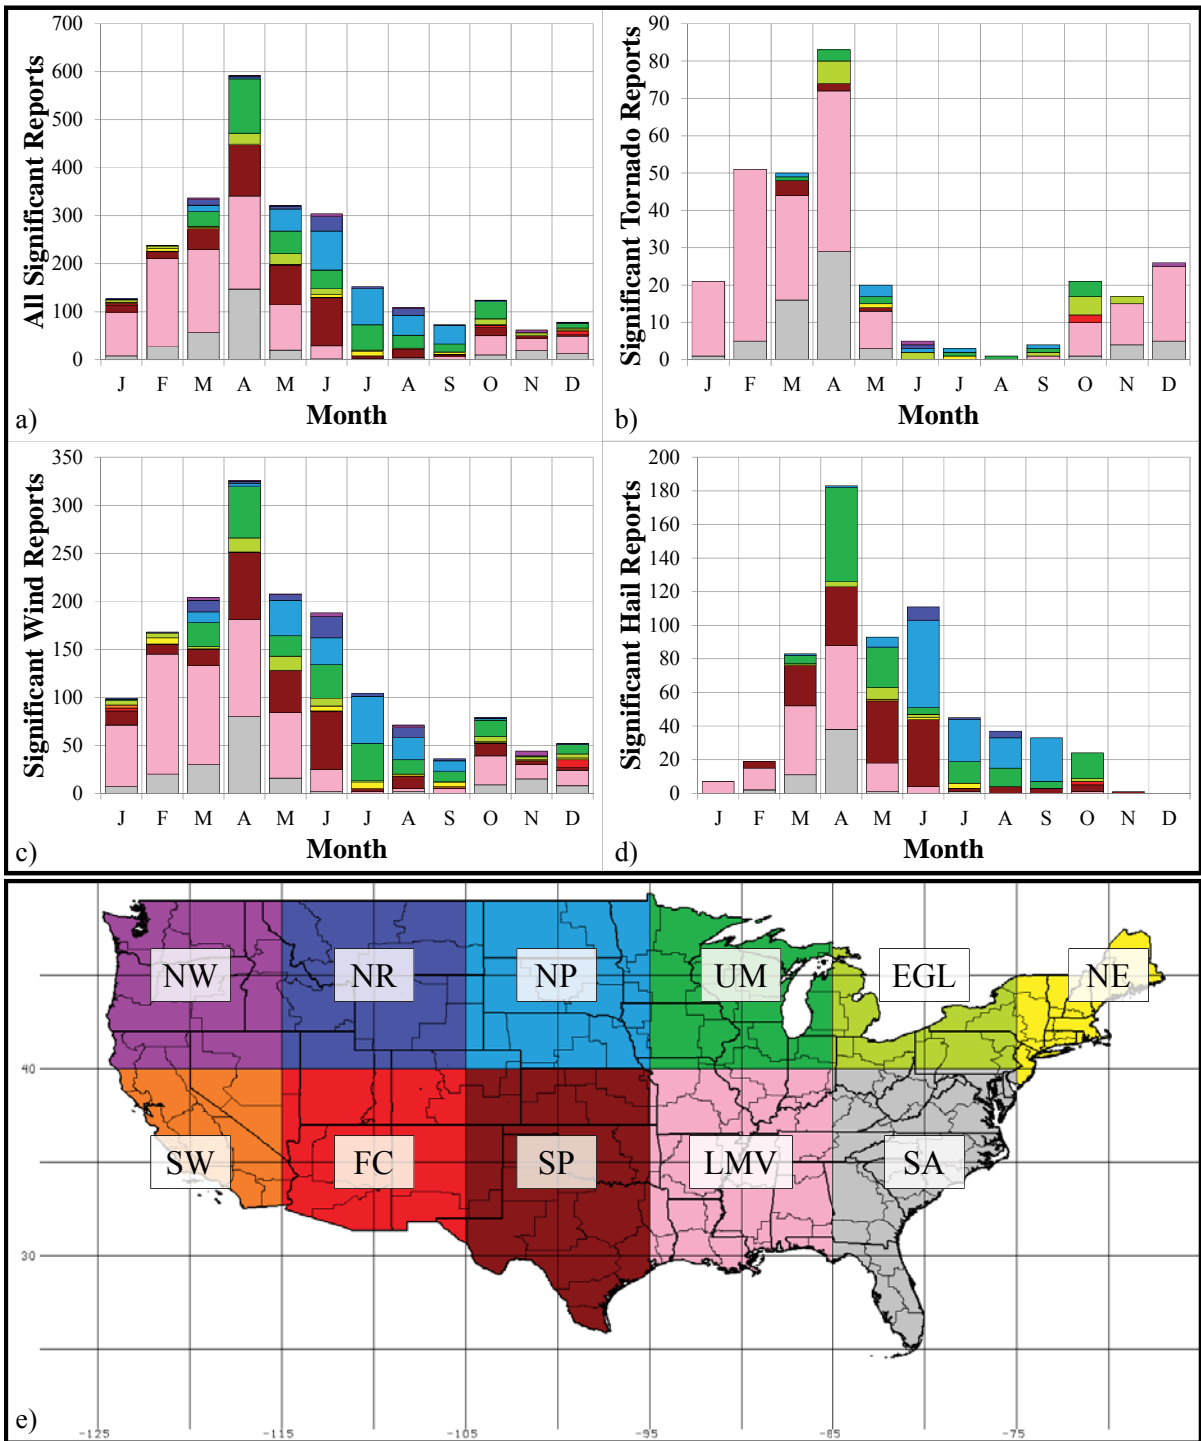 All Significant Reports
700
600
500
400
300
200
100
0
J F M A M J J A S O N D
Month
a)
Significant Tornado Reports
90
80
70
60
50
40
30
20
10
0
J F M A M J J A S O N D
Month
b)
Significant Wind Reports
350
300
250
200
150
100
50
0
J F M A M J J A S O N D
Month
c)
Significant Hail Reports
200
180
160
140
120
100
80
60
40
20
0
J F M A M J J A S O N D
Month
d)
NW NR NP UM EGL NE
40
SW FC SP LMV SA
30
e)
-125 -115 -105 -95 -85 -75